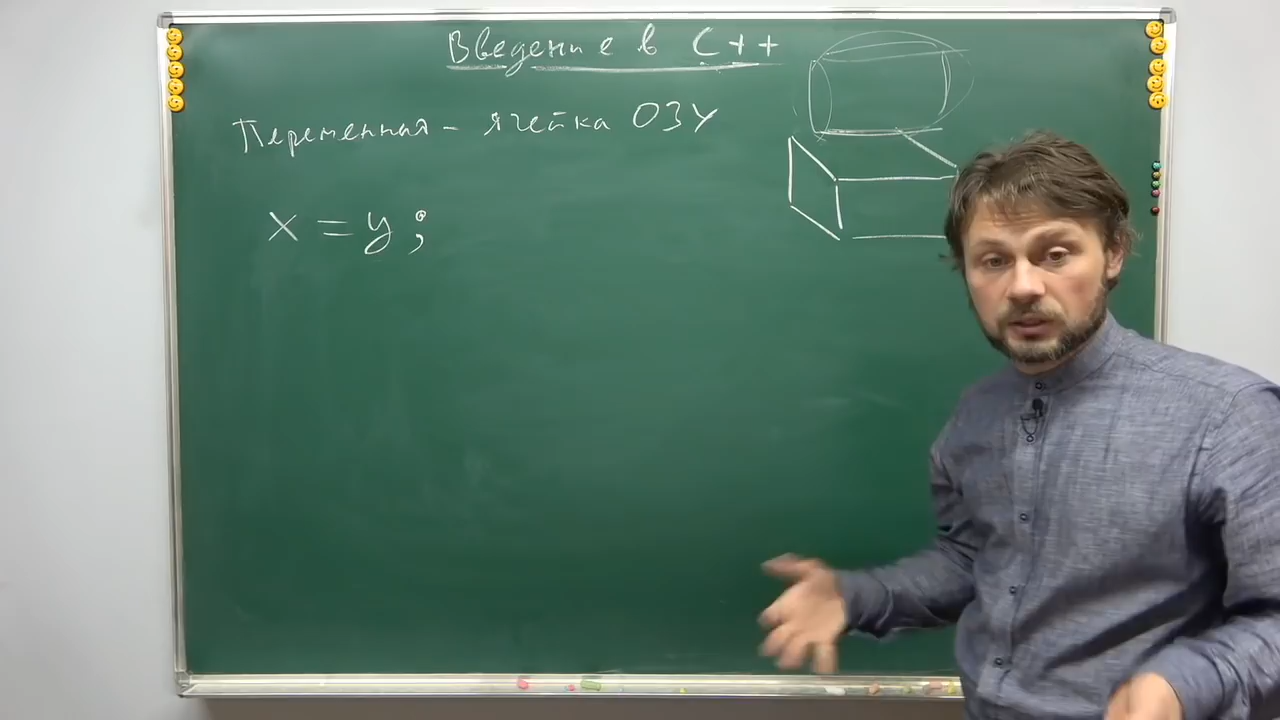 Введение в C++
Переменная - ячейка ОЗУ
x = y ;